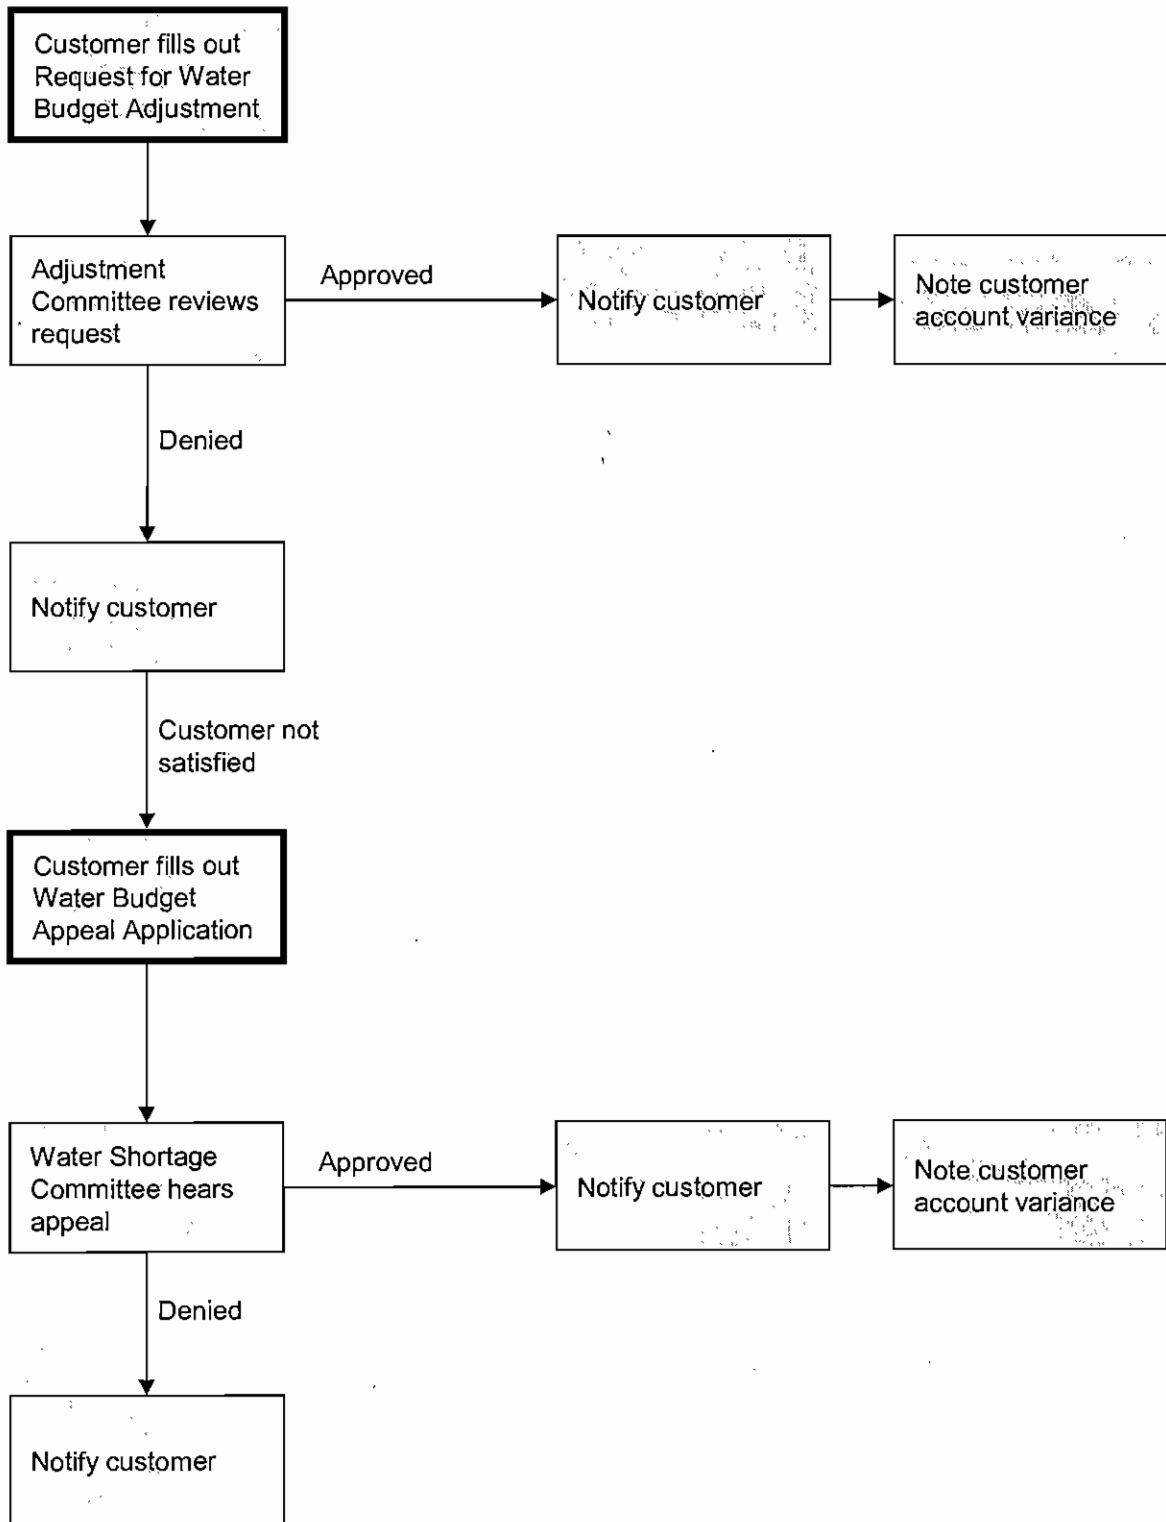 Customer fills out
Request for Water
Budget Adjustment
Adjustment
Committee reviews
request
Approved
Notify customer
Note customer
account variance
Denied
Notify customer
Customer not
satisfied
Customer fills out
Water Budget
Appeal Application
Water Shortage
Committee hears
appeal
Approved
Notify customer
Note customer
account variance
Denied
Notify customer